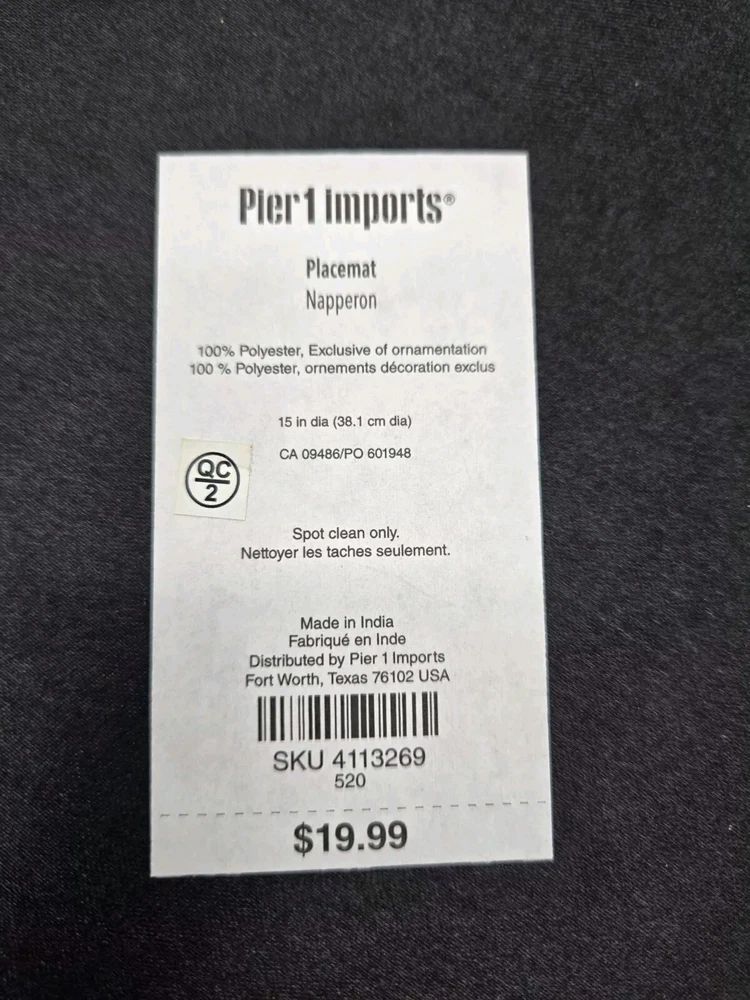 Pier 1 imports®
Placemat
Napperon
100% Polyester, Exclusive of ornamentation
100 % Polyester, ornements décoration exclus
15 in dia (38.1 cm dia)
CA 09486/PO 601948
QC
2
Spot clean only.
Nettoyer les taches seulement.
Made in India
Fabriqué en Inde
Distributed by Pier 1 Imports
Fort Worth, Texas 76102 USA
SKU 4113269
520
$19.99